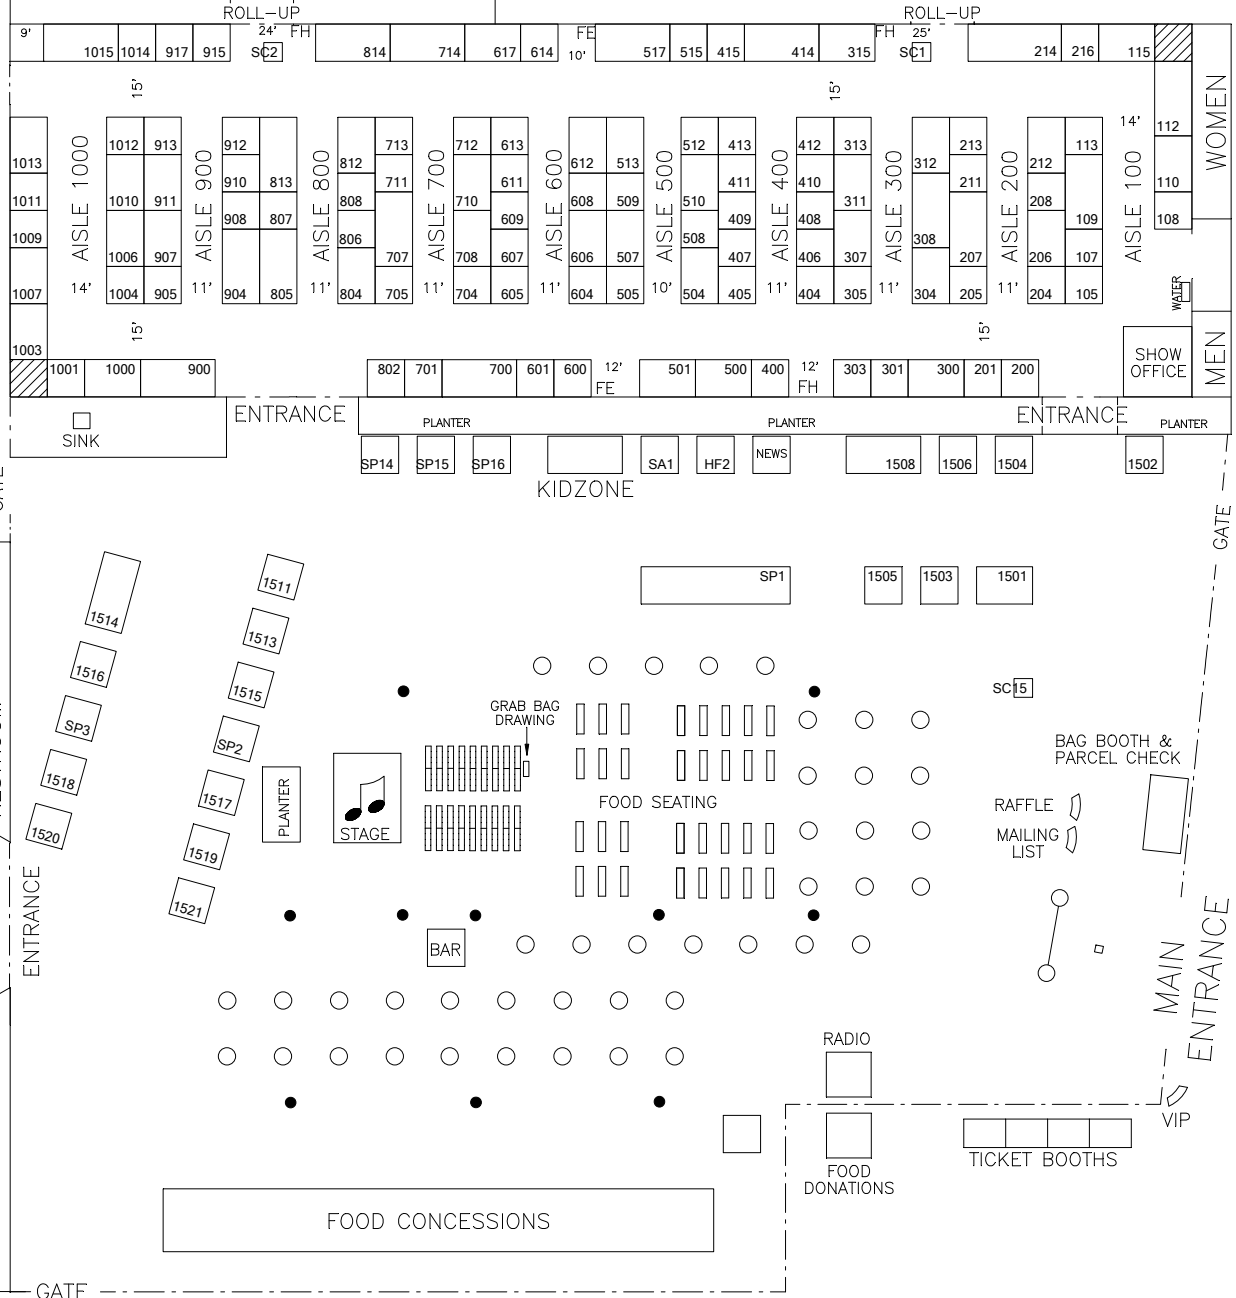 ROLL-UP
ROLL-UP
9'
24'
FH
FE
FH
25'
1015 1014 917 915 SC2 814 714 617 614 10' 517 515 415 414 315 SC1 214 216 115
15'
15'
14'
1013
1011
1009
1007
1003
AISLE 1000
14'
1012 913
1010 911
1006 907
1004 905
AISLE 900
11'
912
910 813
908 807
904 805
AISLE 800
11'
713
812
711
808
806
707
804 705
AISLE 700
11'
712 613
611
710
609
708 607
704 605
AISLE 600
11'
612 513
608 509
606 507
604 505
AISLE 500
10'
512 413
411
510
409
508
407
504 405
AISLE 400
11'
412 313
410
311
408
406 307
404 305
AISLE 300
11'
213
312
211
308
207
304 205
AISLE 200
11'
113
212
208
109
206 107
204 105
AISLE 100
112
110
108
WOMEN
WATER
MEN
15'
15'
SHOW
OFFICE
1001 1000 900 802 701 700 601 600 12' 501 500 400 12' 303 301 300 201 200
FE
FH
SINK
ENTRANCE
PLANTER
PLANTER
ENTRANCE
PLANTER
SP14 SP15 SP16 SA1 HF2 NEWS 1508 1506 1504 1502
KIDZONE
GATE
1514
1516
SP3
1518
1520
1511
1513
1515
SP2
1517
1519
1521
SP1 1505 1503 1501
SC15
GRAB BAG
DRAWING
PLANTER
STAGE
FOOD SEATING
BAG BOOTH &
PARCEL CHECK
RAFFLE
MAILING
LIST
ENTRANCE
BAR
MAIN
ENTRANCE
RADIO
VIP
FOOD
DONATIONS
TICKET BOOTHS
FOOD CONCESSIONS
GATE